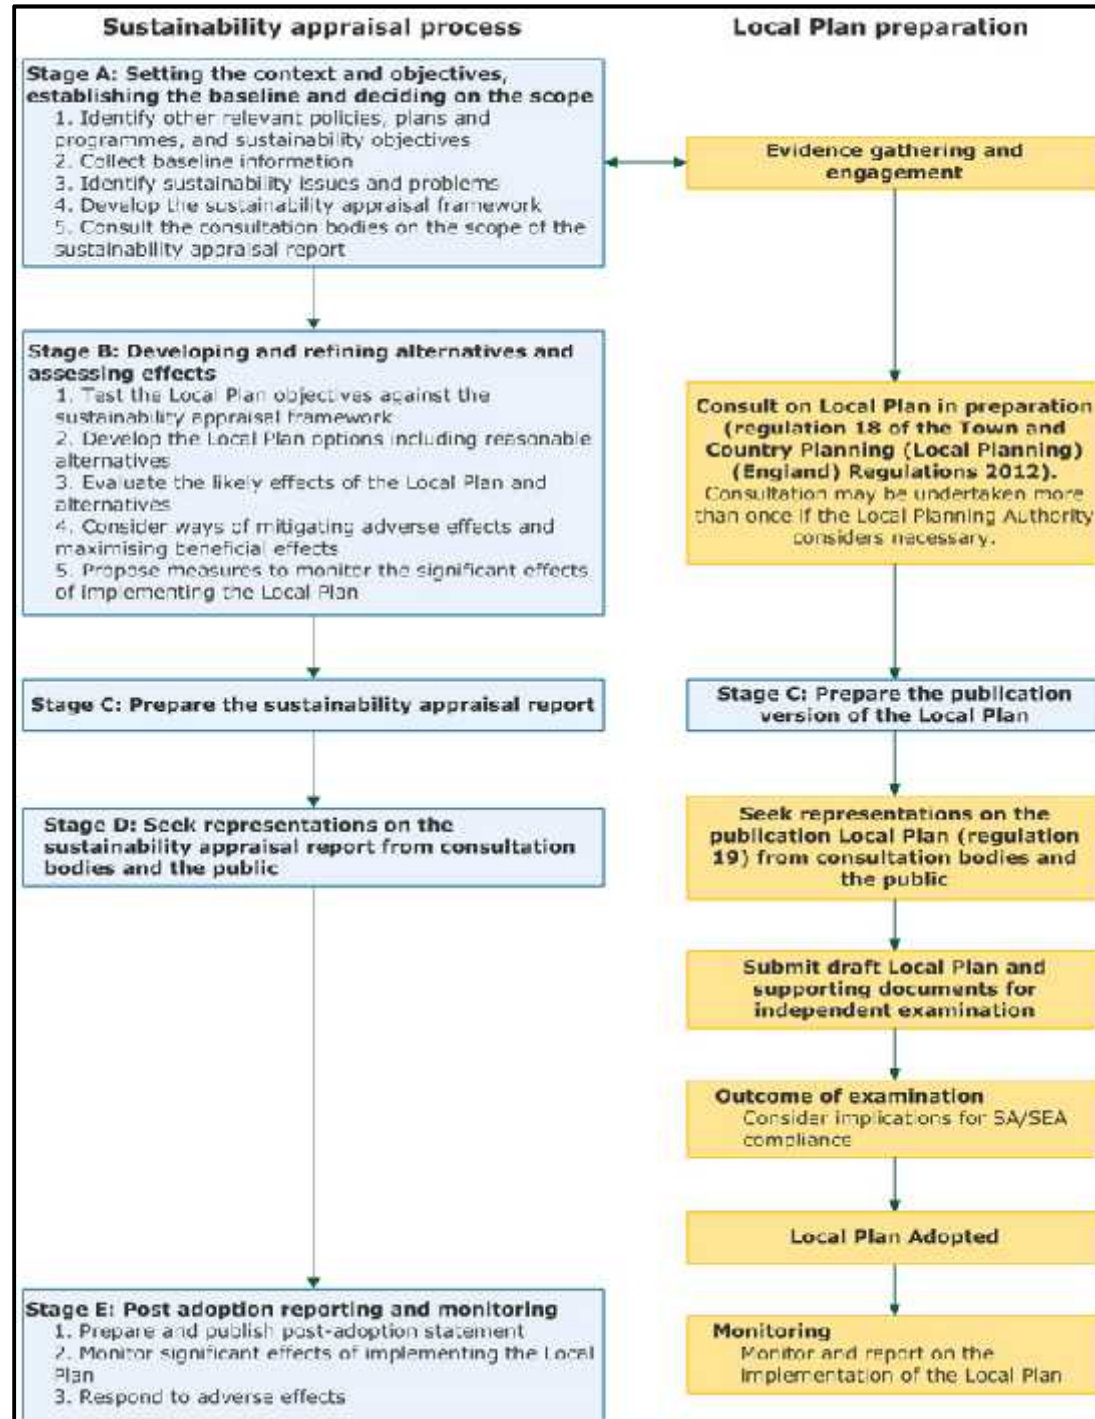 Sustainability appraisal process
Local Plan preparation
Stage A: Setting the context and objectives,
establishing the baseline and deciding on the scope
1. Identify other relevant policies, plans and
programmes, and sustainability objectives
2. Collect baseline information
3. Identify sustainability issues and problems
4. Develop the sustainability appraisal framework
5. Consult the consultation bodies on the scope of the
sustainability appraisal report
Evidence gathering and
engagement
Stage B: Developing and refining alternatives and
assessing effects
1. Test the Local Plan objectives against the
sustainability appraisal framework
2. Develop the Local Plan options including reasonable
alternatives
3. Evaluate the likely effects of the Local Plan and
alternatives
4. Consider ways of mitigating adverse effects and
maximising beneficial effects
5. Propose measures to monitor the significant effects
of implementing the Local Plan
Consult on Local Plan in preparation
(regulation 18 of the Town and
Country Planning (Local Planning)
(England) Regulations 2012).
Consultation may be undertaken more
than once if the Local Planning Authority
considers necessary.
Stage C: Prepare the sustainability appraisal report
Stage C: Prepare the publication
version of the Local Plan
Stage D: Seek representations on the
sustainability appraisal report from consultation
bodies and the public
Seek representations on the
publication Local Plan (regulation
19) from consultation bodies and
the public
Submit draft Local Plan and
supporting documents for
independent examination
Outcome of examination
Consider implications for SA/SEA
compliance
Local Plan Adopted
Stage E: Post adoption reporting and monitoring
1. Prepare and publish post-adoption statement
2. Monitor significant effects of implementing the Local
Plan
3. Respond to adverse effects
Monitoring
Monitor and report on the
implementation of the Local Plan